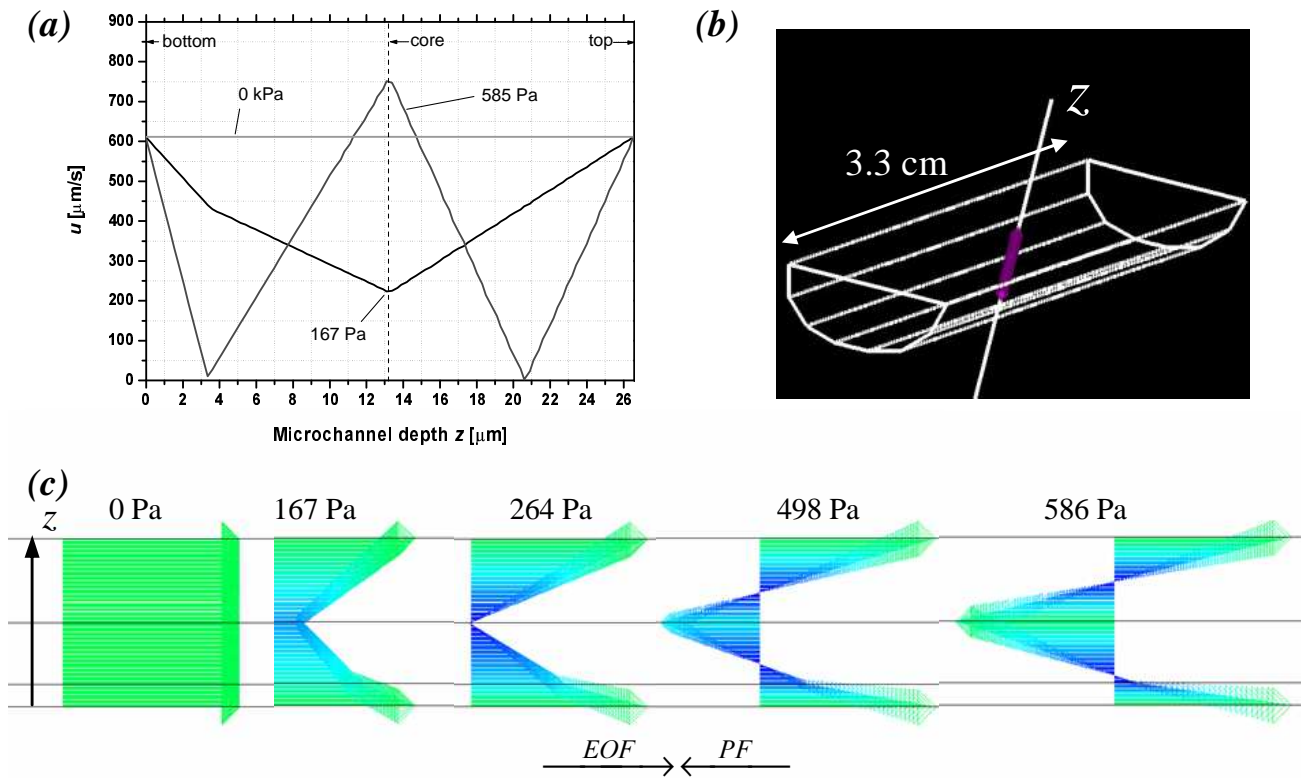 (a)
900
800
700
600
500
400
300
200
100
0
u [µm/s]
bottom
core
top
0 kPa
585 Pa
167 Pa
0 2 4 6 8 10 12 14 16 18 20 22 24 26
Microchannel depth z [µm]
(b)
z
3.3 cm
(c)
z
0 Pa 167 Pa 264 Pa 498 Pa 586 Pa
EOF PF